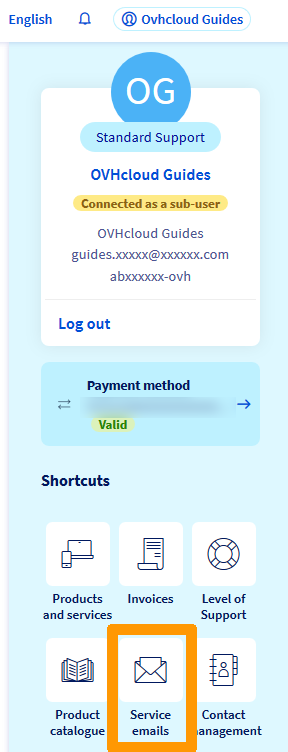 English
Ovhcloud Guides
OG
Standard Support
OVHcloud Guides
Connected as a sub-user
OVHcloud Guides
guides.xxxxx@xxxxxx.com
abxxxxxx-ovh
Log out
Payment method
Valid
Shortcuts
Products
and services
Invoices
Level of
Support
Product
catalogue
Service
emails
Contact
anagement